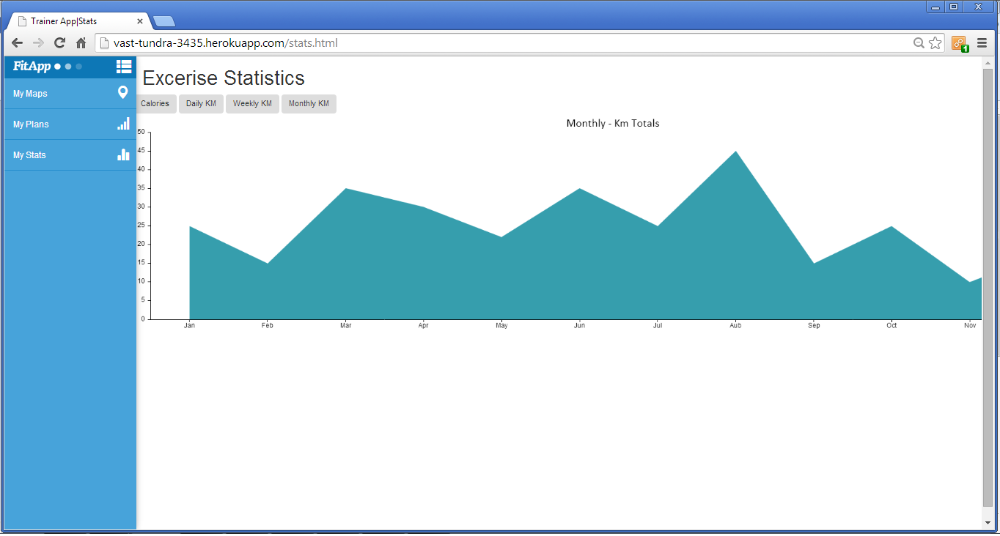 Trainer App|Stats
vast-tundra-3435.herokuapp.com/stats.html
1
FitApp
My Maps
My Plans
My Stats
Excerise Statistics
Calories Daily KM Weekly KM Monthly KM
Monthly - Km Totals
50
45
40
35
30
25
20
15
10
5
0
Jan Feb Mar Apr May Jun Jul Aub Sep Oct Nov